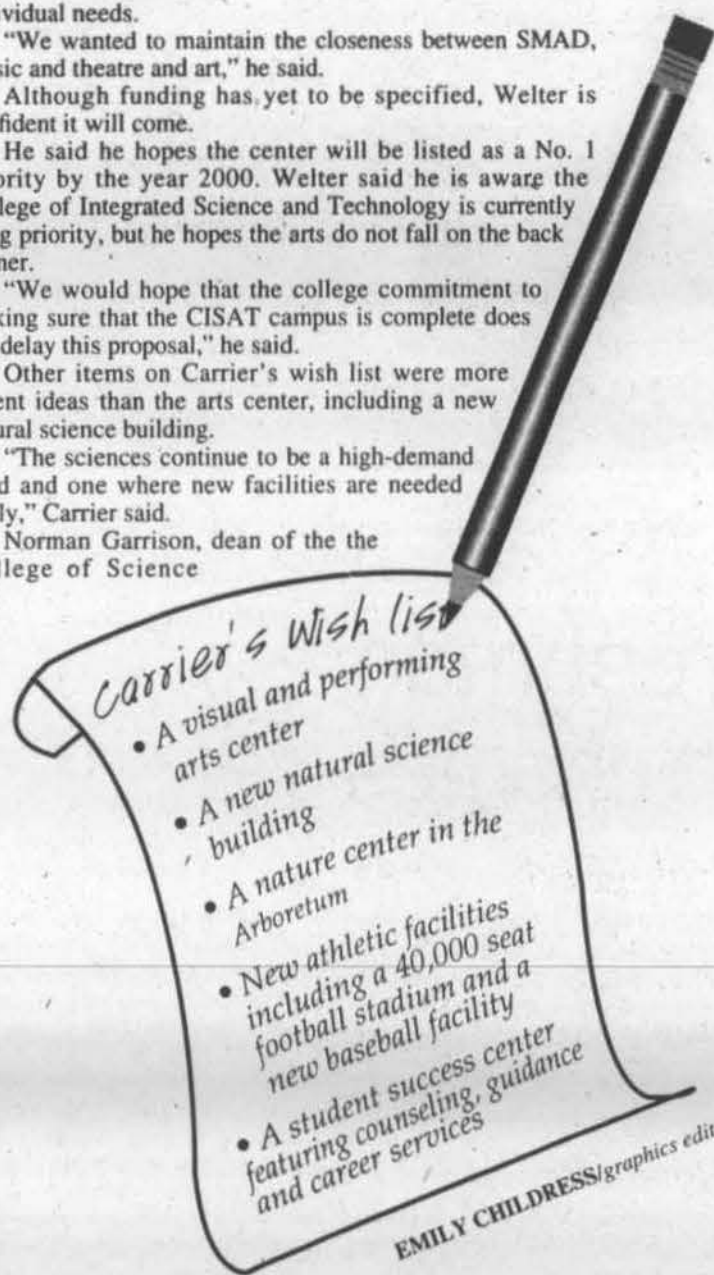 vidual needs.
"We wanted to maintain the closeness between SMAD,
sic and theatre and art," he said.
Although funding has yet to be specified, Welter is
fident it will come.
He said he hopes the center will be listed as a No. 1
ority by the year 2000. Welter said he is aware the
lege of Integrated Science and Technology is currently
g priority, but he hopes the arts do not fall on the back
ner.
"We would hope that the college commitment to
king sure that the CISAT campus is complete does
delay this proposal," he said.
Other items on Carrier's wish list were more
ent ideas than the arts center, including a new
ural science building.
"The sciences continue to be a high-demand
d and one where new facilities are needed
ly," Carrier said.
Norman Garrison, dean of the the
llege of Science
Carrier's wish list
• A visual and performing
arts center
• A new natural science
building
• A nature center in the
Arboretum
• New athletic facilities
including a 40,000 seat
football stadium and a
new baseball facility
• A student success center
featuring counseling, guidance
and career services
EMILY CHILDRESS/graphics edit